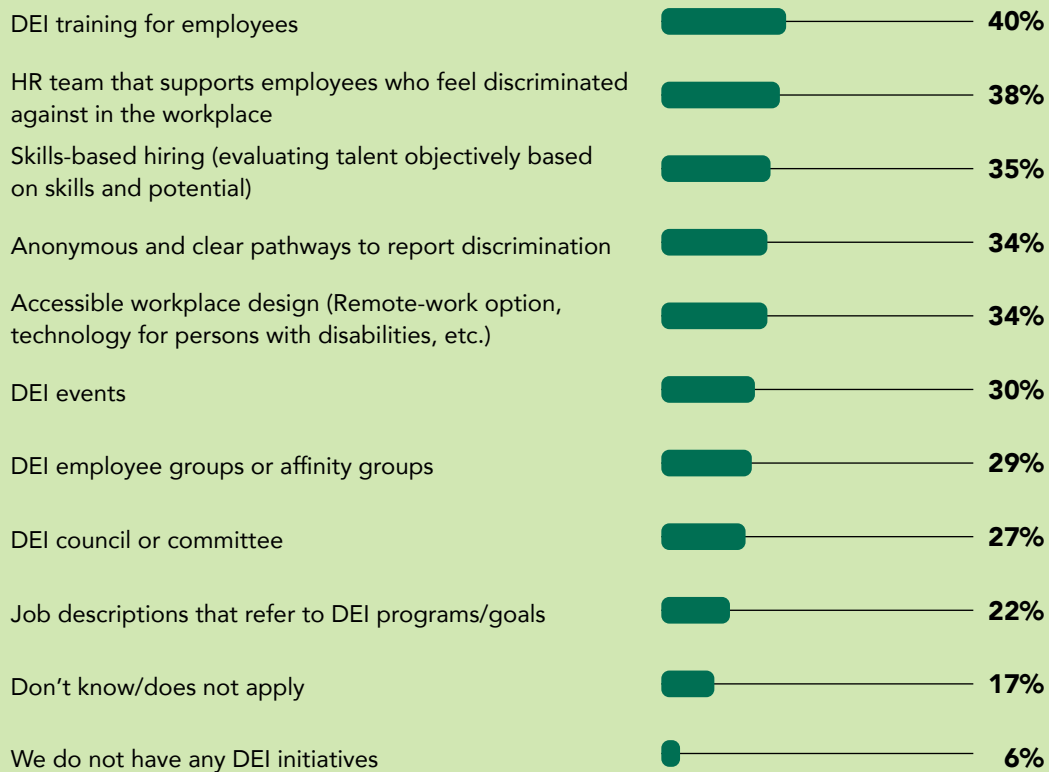 DEI training for employees 40%
HR team that supports employees who feel discriminated
against in the workplace 38%
Skills-based hiring (evaluating talent objectively based
on skills and potential) 35%
Anonymous and clear pathways to report discrimination 34%
Accessible workplace design (Remote-work option,
technology for persons with disabilities, etc.) 34%
DEI events 30%
DEI employee groups or affinity groups 29%
DEI council or committee 27%
Job descriptions that refer to DEI programs/goals 22%
Don’t know/does not apply 17%
We do not have any DEI initiatives 6%